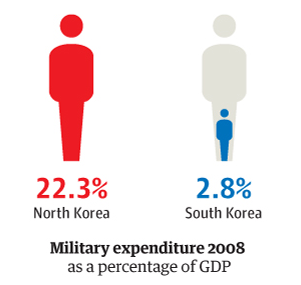 22.3% 2.8%
North Korea South Korea
Military expenditure 2008
as a percentage of GDP